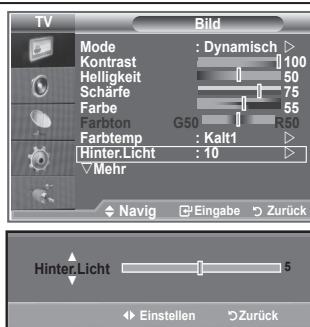 TV Bild
Mode : Dynamisch ▷
Kontrast 100
Helligkeit 50
Schärfe 75
Farbe 55
Farbton G50 R50
Farbtemp : Kalt1 ▷
Hinter.Licht : 10 ▷
▽Mehr
Navig Eingabe Zurück
Hinter.Licht 5
Einstellen Zurück